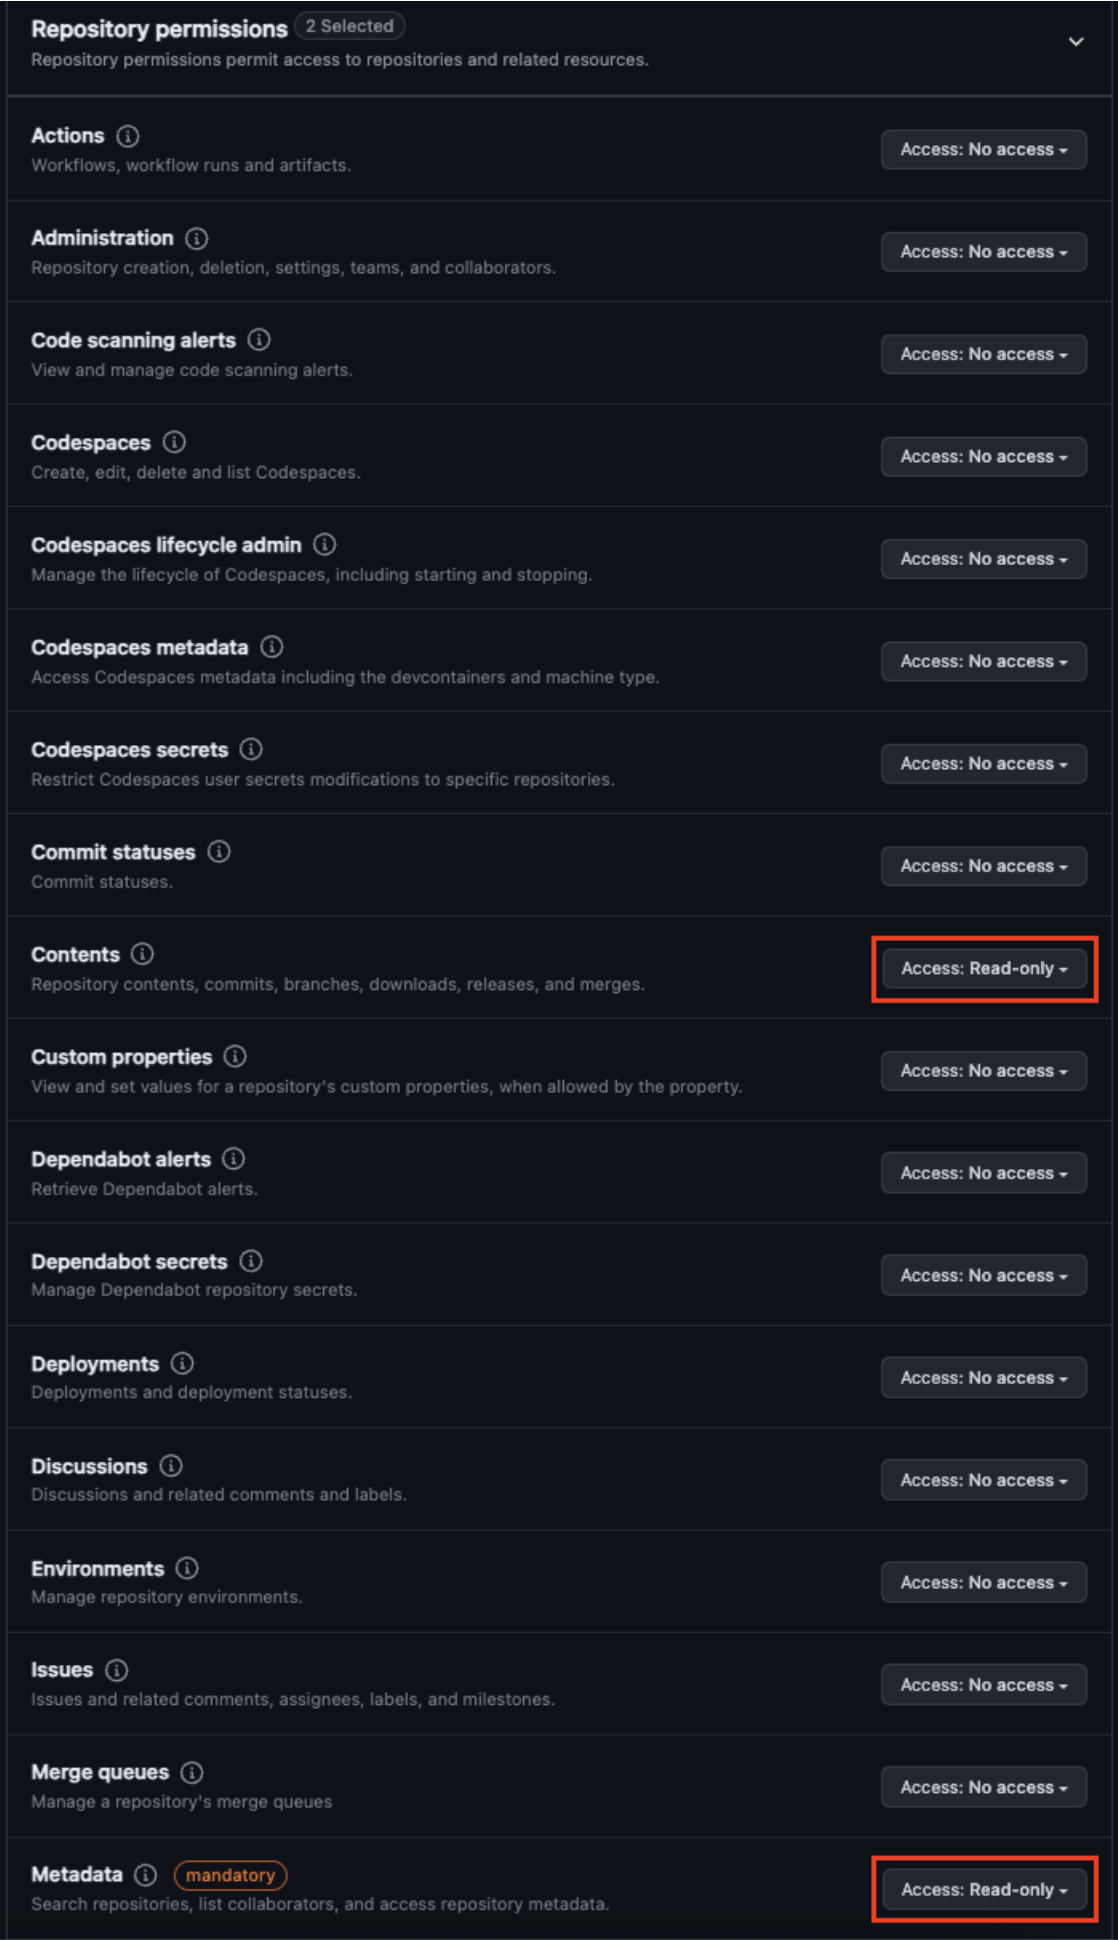 Repository permissions 2 Selected
Repository permissions permit access to repositories and related resources.
Actions
Workflows, workflow runs and artifacts.
Access: No access
Administration
Repository creation, deletion, settings, teams, and collaborators.
Access: No access
Code scanning alerts
View and manage code scanning alerts.
Access: No access
Codespaces
Create, edit, delete and list Codespaces.
Access: No access
Codespaces lifecycle admin
Manage the lifecycle of Codespaces, including starting and stopping.
Access: No access
Codespaces metadata
Access Codespaces metadata including the devcontainers and machine type.
Access: No access
Codespaces secrets
Restrict Codespaces user secrets modifications to specific repositories.
Access: No access
Commit statuses
Commit statuses.
Access: No access
Contents
Repository contents, commits, branches, downloads, releases, and merges.
Access: Read-only
Custom properties
View and set values for a repository's custom properties, when allowed by the property.
Access: No access
Dependabot alerts
Retrieve Dependabot alerts.
Access: No access
Dependabot secrets
Manage Dependabot repository secrets.
Access: No access
Deployments
Deployments and deployment statuses.
Access: No access
Discussions
Discussions and related comments and labels.
Access: No access
Environments
Manage repository environments.
Access: No access
Issues
Issues and related comments, assignees, labels, and milestones.
Access: No access
Merge queues
Manage a repository's merge queues
Access: No access
Metadata mandatory
Search repositories, list collaborators, and access repository metadata.
Access: Read-only